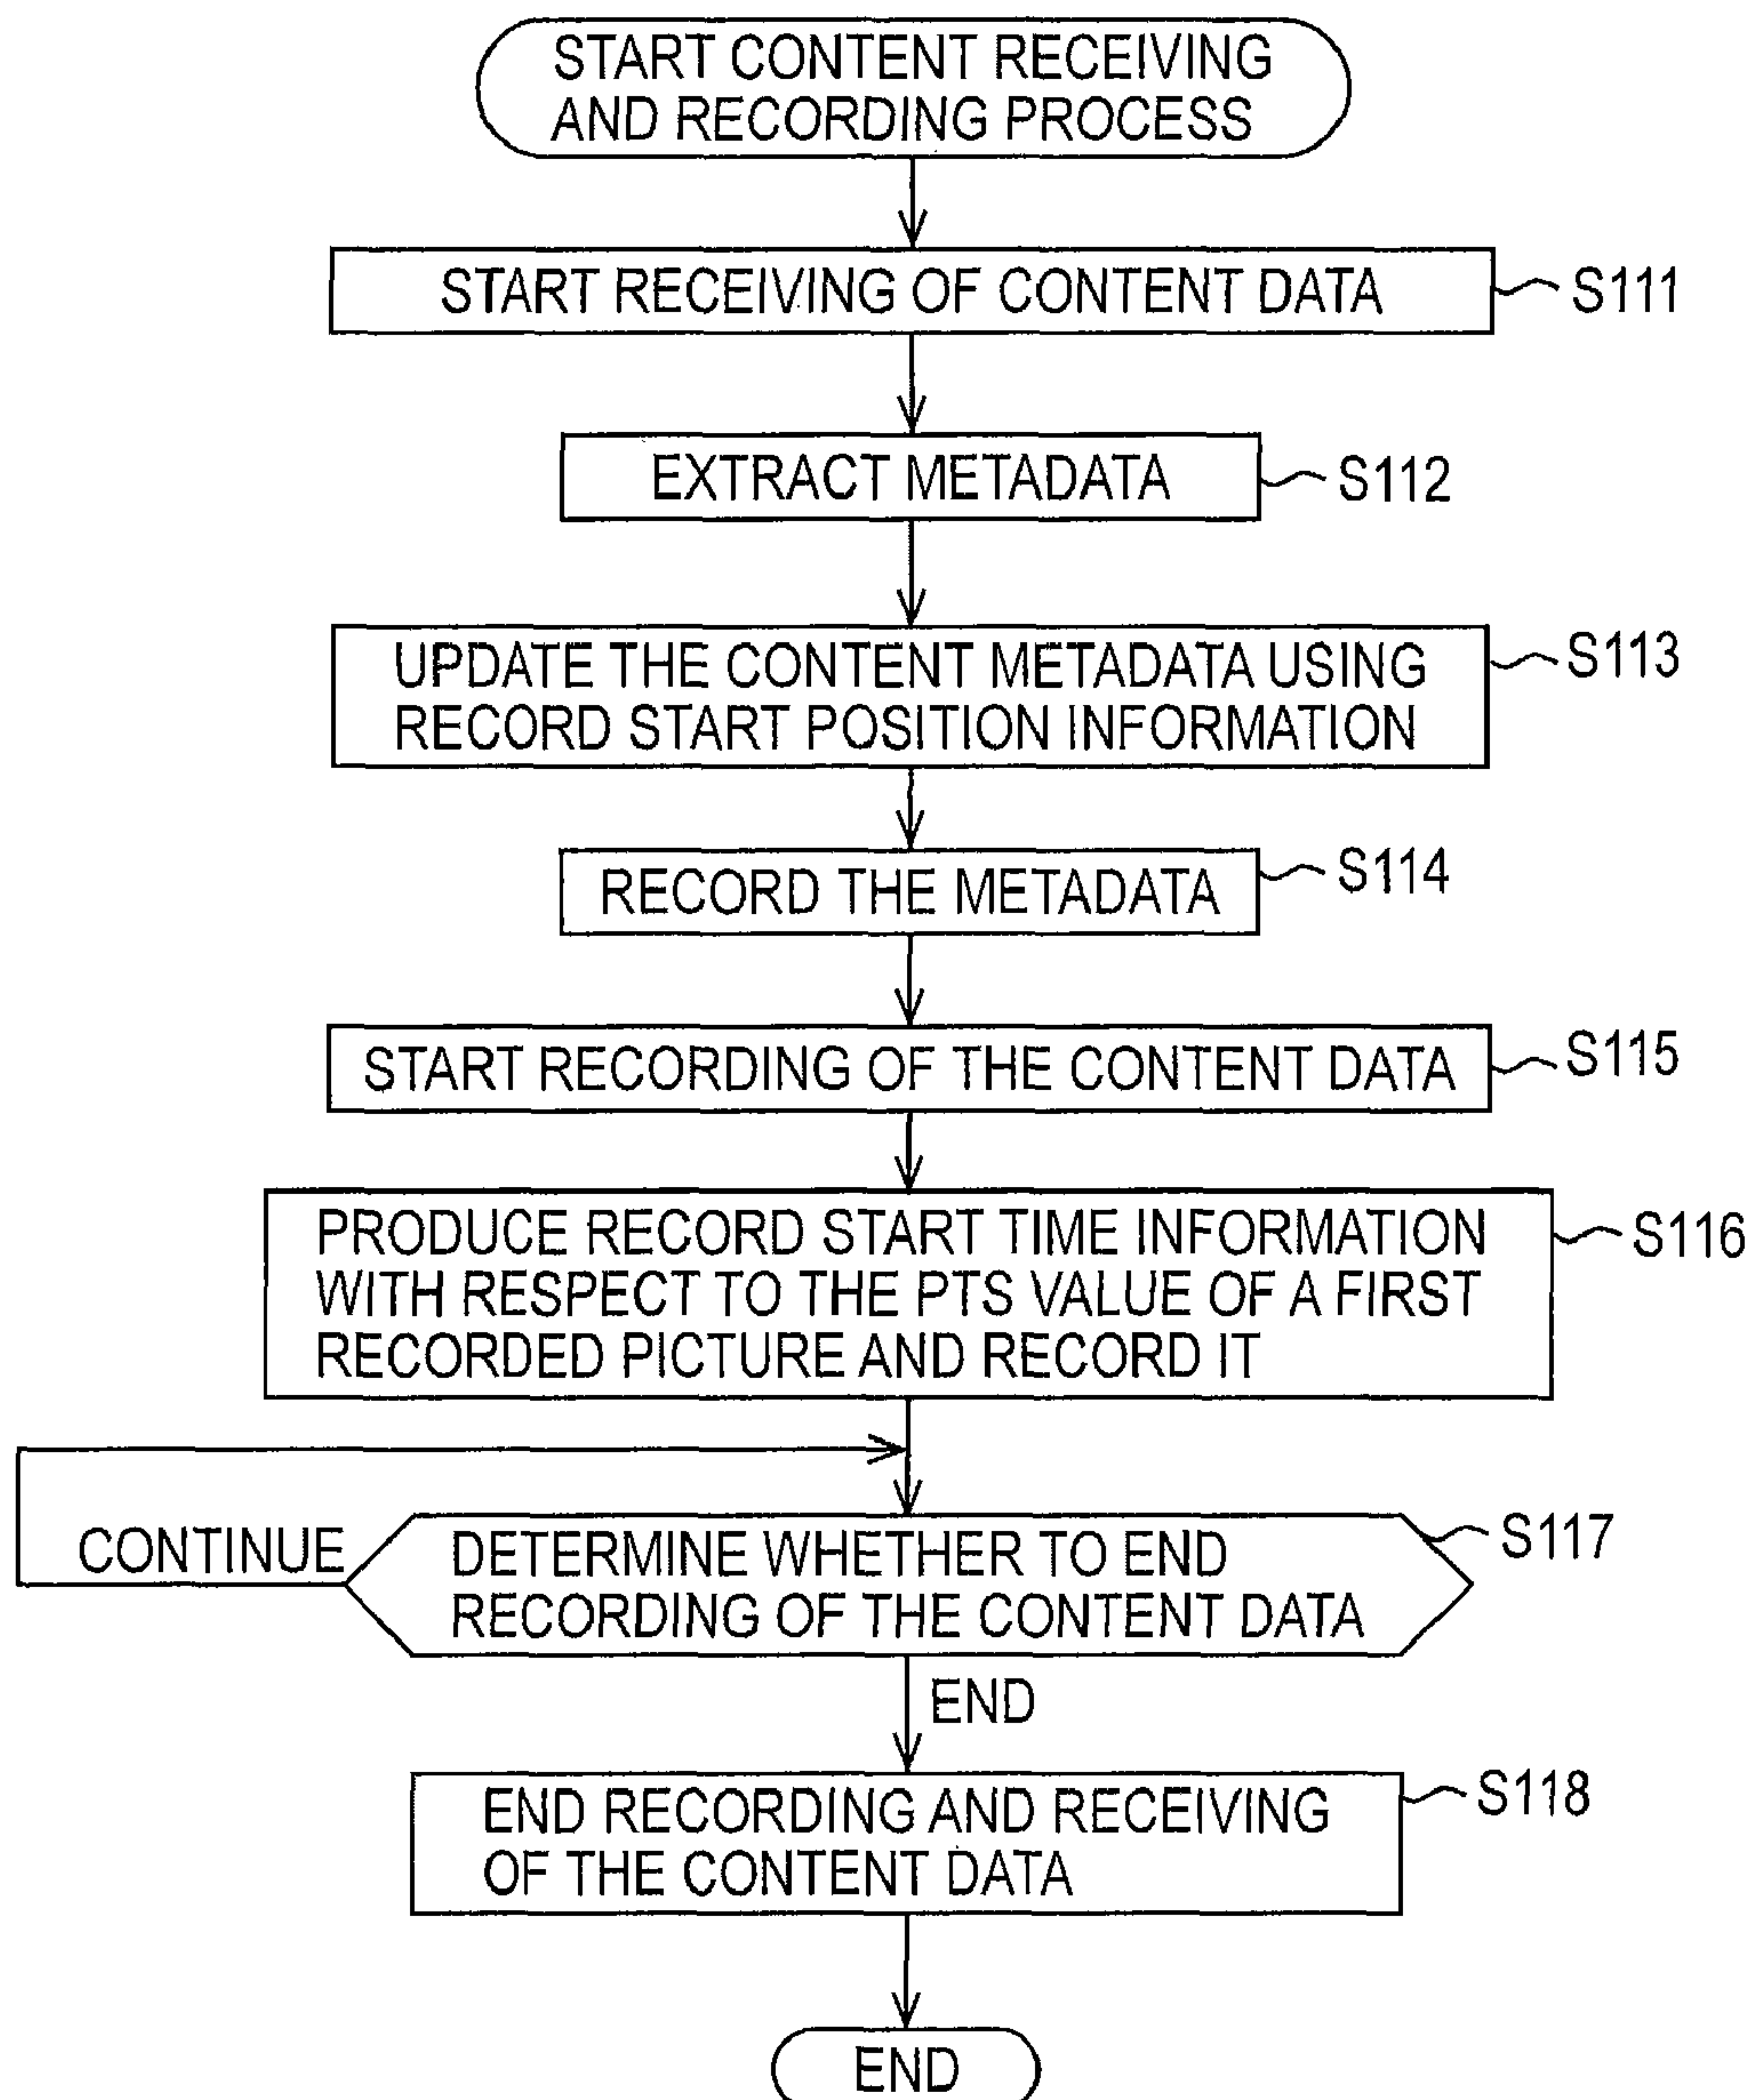 START CONTENT RECEIVING
AND RECORDING PROCESS
START RECEIVING OF CONTENT DATA
S111
EXTRACT METADATA
S112
UPDATE THE CONTENT METADATA USING
RECORD START POSITION INFORMATION
S113
RECORD THE METADATA
S114
START RECORDING OF THE CONTENT DATA
S115
PRODUCE RECORD START TIME INFORMATION
WITH RESPECT TO THE PTS VALUE OF A FIRST
RECORDED PICTURE AND RECORD IT
S116
CONTINUE
DETERMINE WHETHER TO END
RECORDING OF THE CONTENT DATA
S117
END
END RECORDING AND RECEIVING
OF THE CONTENT DATA
S118
END